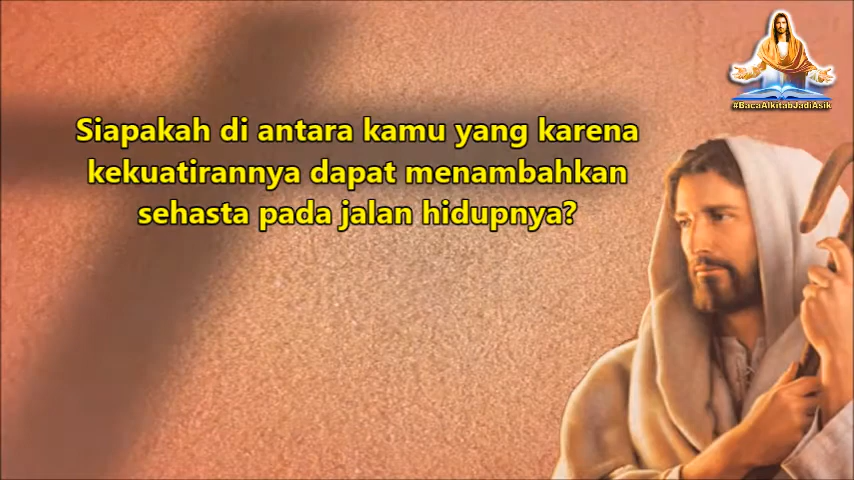 #BacaAlkitabJadiAsik
Siapakah di antara kamu yang karena
kekuatirannya dapat menambahkan
sehasta pada jalan hidupnya?